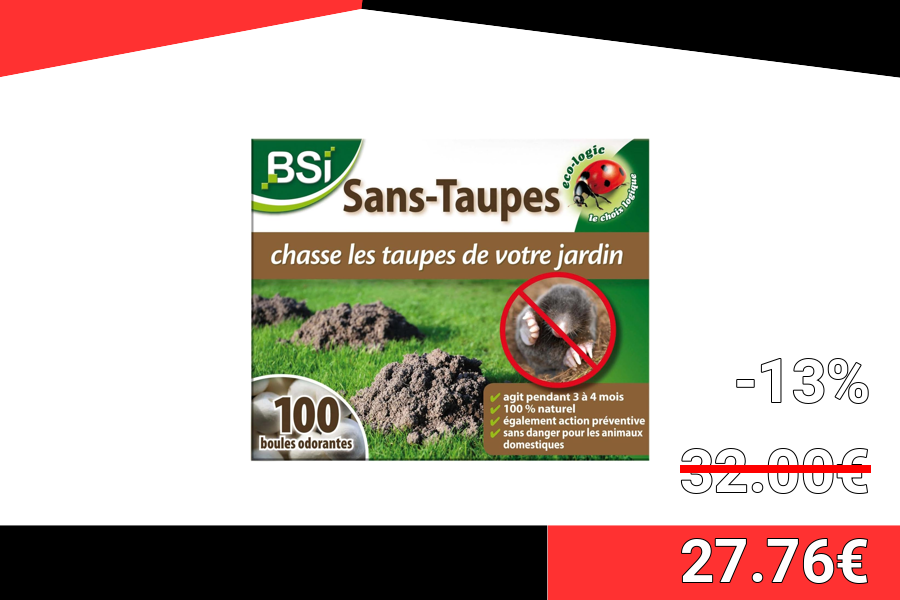 BSi
Sans-Taupes
eco-logic
le choix logique
chasse les taupes de votre jardin
100
boules odorantes
agit pendant 3 à 4 mois
100 % naturel
également action préventive
sans danger pour les animaux
domestiques
-13%
32.00€
27.76€